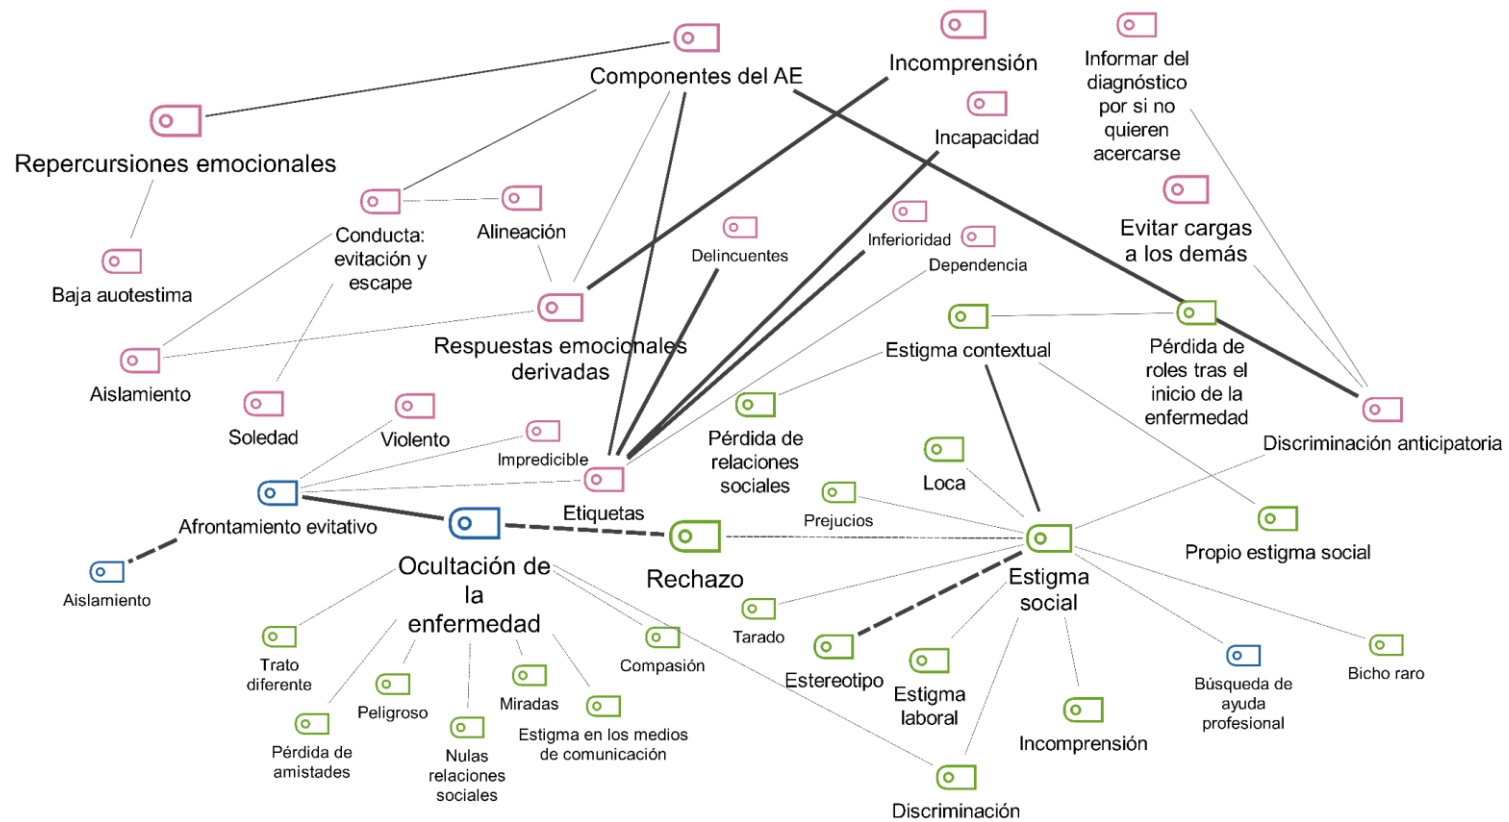 Componentes del AE
Incomprensión
Informar del
diagnóstico
por si no
quieren
acercarse
Incapacidad
Repercursiones emocionales
Evitar cargas
a los demás
Conducta:
evitación y
escape
Alineación
Delincuentes
Inferioridad
Dependencia
Baja auotestima
Respuestas emocionales
derivadas
Estigma contextual
Pérdida de
roles tras el
inicio de la
enfermedad
Aislamiento
Soledad
Violento
Impredicible
Pérdida de
relaciones
sociales
Discriminación anticipatoria
Loca
Etiquetas
Prejucios
Afrontamiento evitativo
Propio estigma social
Aislamiento
Ocultación de
la
enfermedad
Rechazo
Estigma
social
Trato
diferente
Compasión
Tarado
Estereotipo
Estigma
laboral
Búsqueda de
ayuda
profesional
Bicho raro
Pérdida de
amistades
Peligroso
Nulas
relaciones
sociales
Miradas
Estigma en los medios
de comunicación
Incomprensión
Discriminación